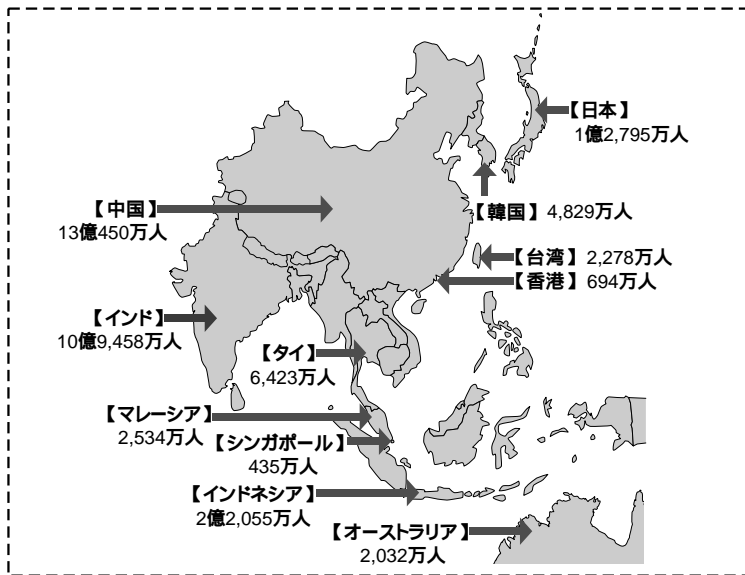 【日本】
1億2,795万人
【中国】
13億450万人
【韓国】 4,829万人
【台湾】 2,278万人
【香港】 694万人
【インド】
10億9,458万人
【タイ】
6,423万人
【マレーシア】
2,534万人
【シンガポール】
435万人
【インドネシア】
2億2,055万人
【オーストラリア】
2,032万人